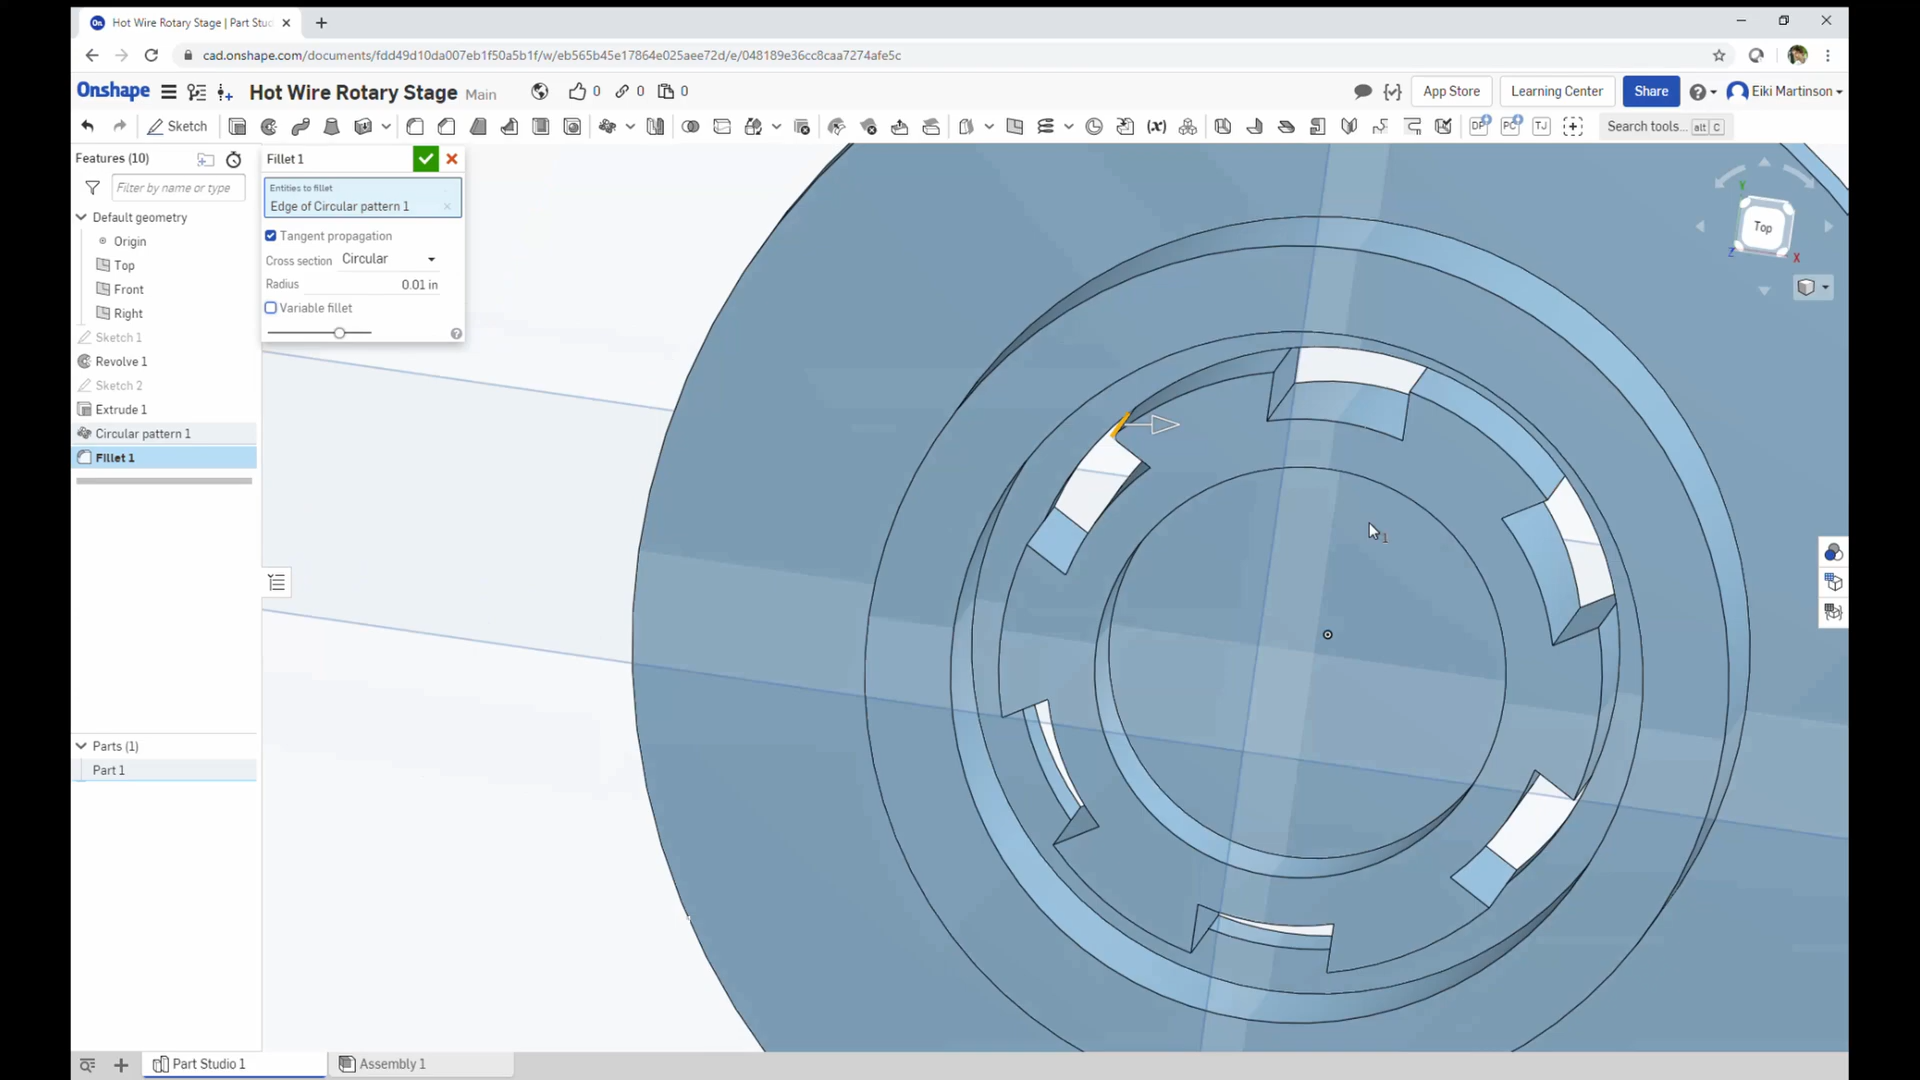 Hot Wire Rotary Stage | Part Stud
cad.onshape.com/documents/fdd49d10da007eb1f50a5b1f/w/eb565b45e17864e025aee72d/e/048189e36cc8caa7274afe5c
Onshape Hot Wire Rotary Stage Main 0 0 0 App Store Learning Center Share Eiki Martinson
Sketch Search tools... alt C
Features (10)
Filter by name or type
Default geometry
Origin
Top
Front
Right
Sketch 1
Revolve 1
Sketch 2
Extrude 1
Circular pattern 1
Fillet 1
Parts (1)
Part 1
Fillet 1
Entities to fillet
Edge of Circular pattern 1
Tangent propagation
Cross section Circular
Radius 0.01 in
Variable fillet
Y
Top
Z X
1
Part Studio 1 Assembly 1